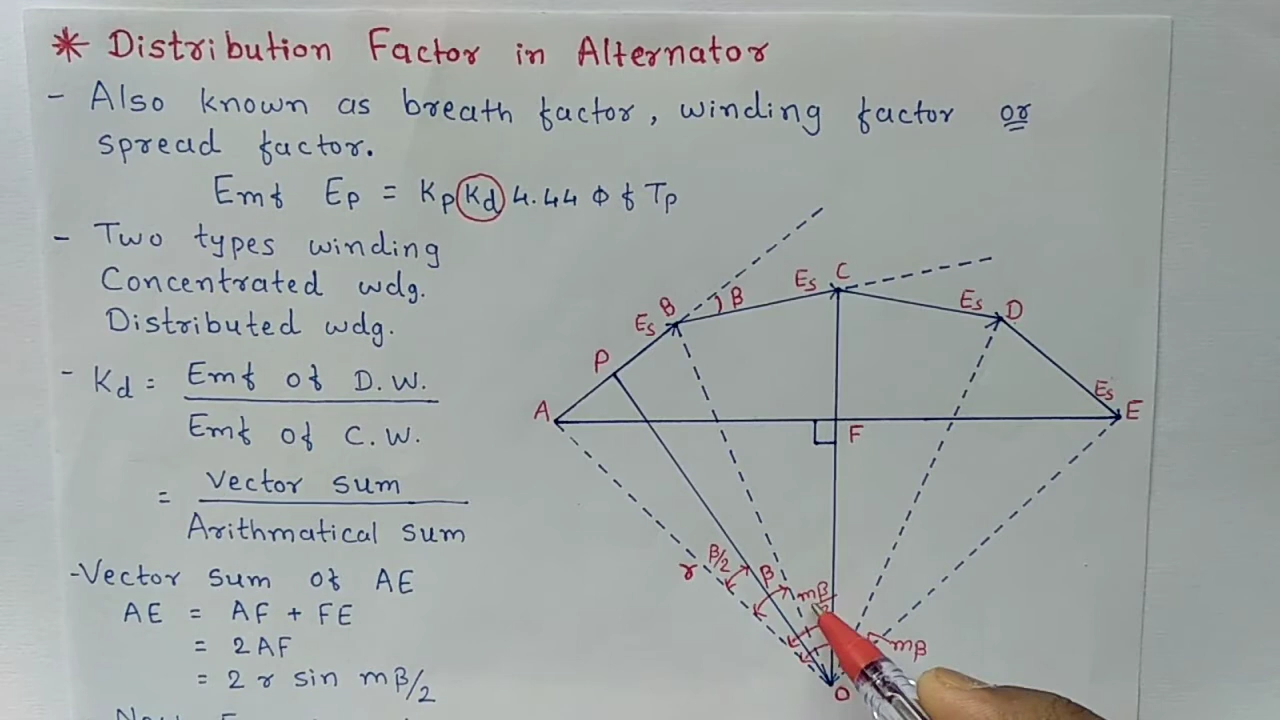 * Distribution Factor in Alternator
- Also known as breath factor, winding factor or
spread factor.
Emf Ep = Kp Kd 4.44 Φ f Tp
- Two types winding
Concentrated wdg.
Distributed wdg.
- Kd = Emf of D.W.
Emf of C.W.
= Vector sum
Arithmatical sum
- Vector sum of AE
AE = AF + FE
= 2AF
= 2 r sin mβ/2
Es C
Es D
Es B
β
P
A
Es E
F
β/2
r
β
mβ
mβ
O